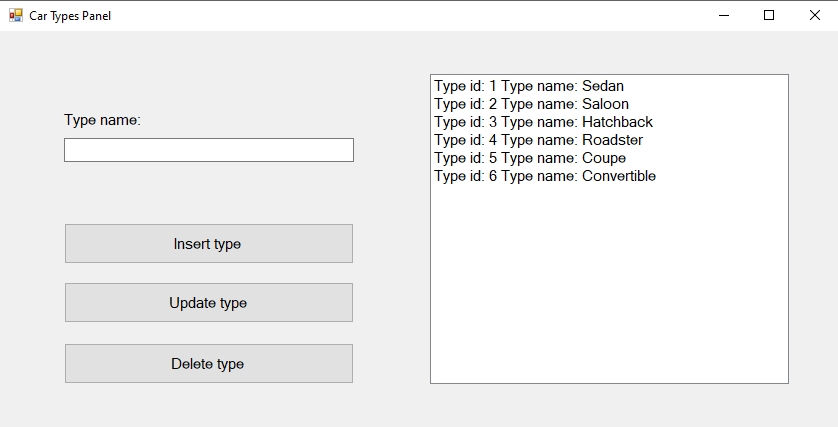 Car Types Panel
Type name:
Insert type
Update type
Delete type
Type id: 1 Type name: Sedan
Type id: 2 Type name: Saloon
Type id: 3 Type name: Hatchback
Type id: 4 Type name: Roadster
Type id: 5 Type name: Coupe
Type id: 6 Type name: Convertible